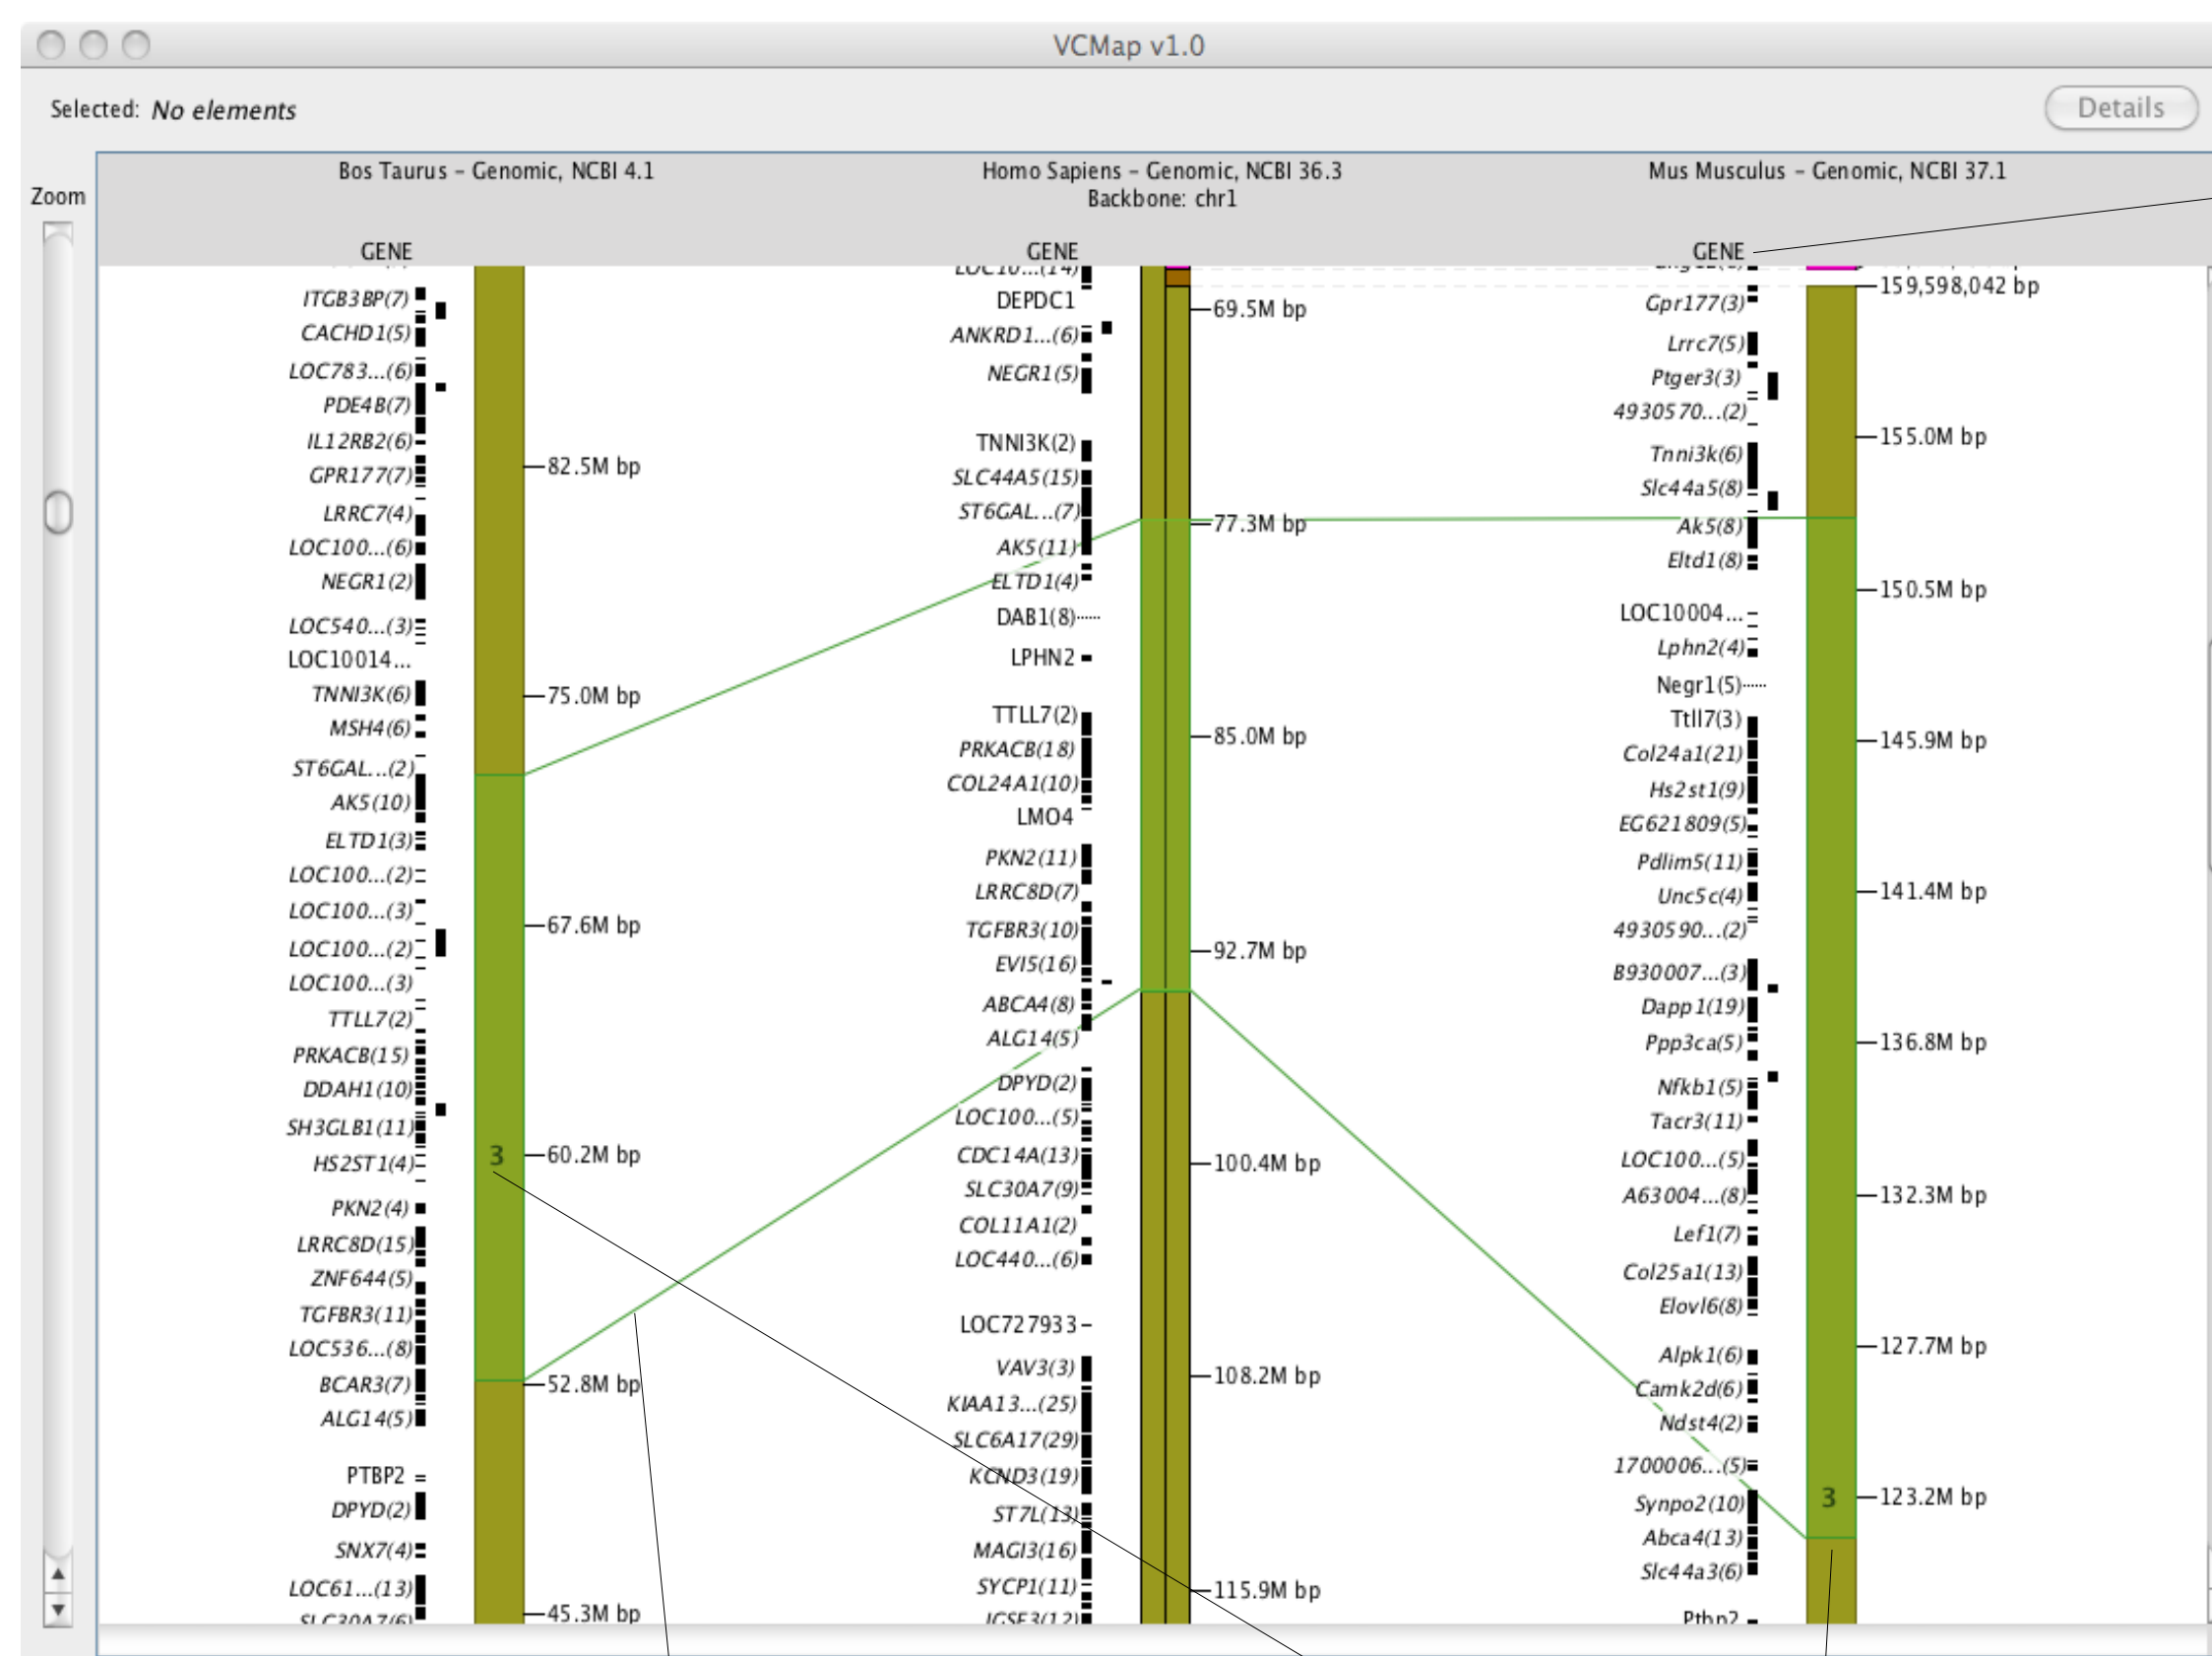 VCMap v1.0
Selected: No elements
Details
Zoom
Bos Taurus – Genomic, NCBI 4.1
GENE
ITGB3BP(7)
CACHD1(5)
LOC783...(6)
PDE4B(7)
IL12RB2(6)
GPR177(7)
LRRC7(4)
LOC100...(6)
NEGR1(2)
LOC540...(3)
LOC10014...
TNNI3K(6)
MSH4(6)
ST6GAL...(2)
AK5(10)
ELTD1(3)
LOC100...(2)
LOC100...(3)
LOC100...(2)
LOC100...(3)
TTLL7(2)
PRKACB(15)
DDAH1(10)
SH3GLB1(11)
HS2ST1(4)
PKN2(4)
LRRC8D(15)
ZNF644(5)
TGFBR3(11)
LOC536...(8)
BCAR3(7)
ALG14(5)
PTBP2
DPYD(2)
SNX7(4)
LOC61...(13)
SLC30A7(6)
3
82.5M bp
75.0M bp
67.6M bp
60.2M bp
52.8M bp
45.3M bp
Homo Sapiens – Genomic, NCBI 36.3
Backbone: chr1
GENE
LOC10...(14)
DEPDC1
ANKRD1...(6)
NEGR1(5)
TNNI3K(2)
SLC44A5(15)
ST6GAL...(7)
AK5(11)
ELTD1(4)
DAB1(8)
LPHN2
TTLL7(2)
PRKACB(18)
COL24A1(10)
LMO4
PKN2(11)
LRRC8D(7)
TGFBR3(10)
EVI5(16)
ABCA4(8)
ALG14(5)
DPYD(2)
LOC100...(5)
CDC14A(13)
SLC30A7(9)
COL11A1(2)
LOC440...(6)
LOC727933
VAV3(3)
KIAA13...(25)
SLC6A17(29)
KCND3(19)
ST7L(13)
MAGI3(16)
SYCP1(11)
IGSF3(12)
69.5M bp
77.3M bp
85.0M bp
92.7M bp
100.4M bp
108.2M bp
115.9M bp
Mus Musculus – Genomic, NCBI 37.1
GENE
Gpr177(3)
Lrrc7(5)
Ptger3(3)
4930570...(2)
Tnni3k(6)
Slc44a5(8)
Ak5(8)
Eltd1(8)
LOC10004...
Lphn2(4)
Negr1(5)
Ttll7(3)
Col24a1(21)
Hs2st1(9)
EG621809(5)
Pdlim5(11)
Unc5c(4)
4930590...(2)
B930007...(3)
Dapp1(19)
Ppp3ca(5)
Nfkb1(5)
Tacr3(11)
LOC100...(5)
A63004...(8)
Lef1(7)
Col25a1(13)
Elovl6(8)
Alpk1(6)
Camk2d(6)
Ndst4(2)
1700006...(5)
Synpo2(10)
Abca4(13)
Slc44a3(6)
Ptbp2
3
159,598,042 bp
155.0M bp
150.5M bp
145.9M bp
141.4M bp
136.8M bp
132.3M bp
127.7M bp
123.2M bp